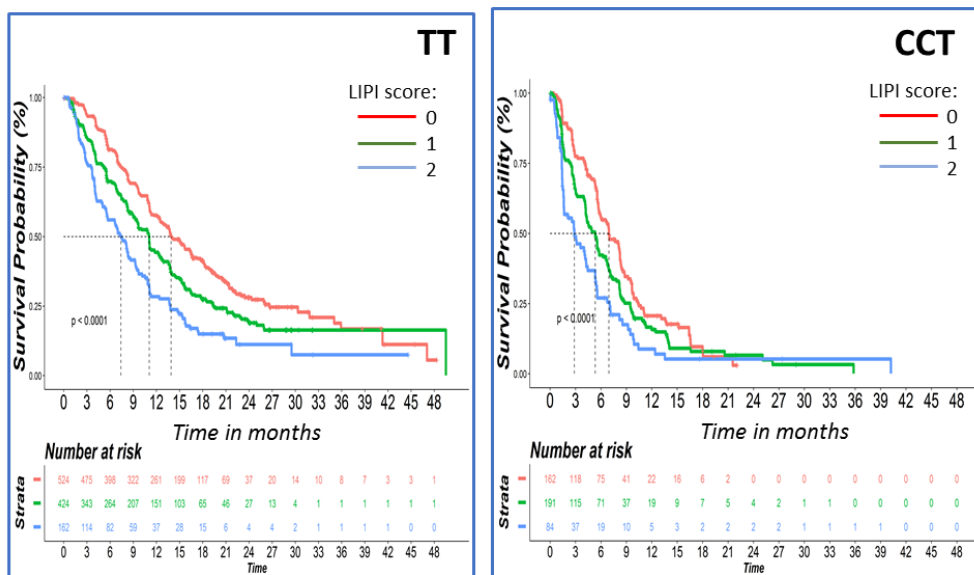 TT
LIPI score:
0
1
2
Survival Probability (%)
1.00
0.75
0.50
0.25
0.00
p < 0.0001
0 3 6 9 12 15 18 21 24 27 30 33 36 39 42 45 48
Time in months
Number at risk
Strata
524 475 398 322 261 199 117 69 37 20 14 10 8 7 3 3 1
424 343 264 207 151 103 65 46 27 13 4 1 1 1 1 1 1
162 114 82 59 37 28 15 6 4 4 2 1 1 1 1 0 0
0 3 6 9 12 15 18 21 24 27 30 33 36 39 42 45 48
Time
CCT
LIPI score:
0
1
2
Survival Probability (%)
1.00
0.75
0.50
0.25
0.00
p < 0.0001
0 3 6 9 12 15 18 21 24 27 30 33 36 39 42 45 48
Time in months
Number at risk
Strata
162 118 75 41 22 16 6 2 0 0 0 0 0 0 0 0 0
191 115 71 37 19 9 7 5 4 2 1 1 0 0 0 0 0
84 37 19 10 5 3 2 2 2 2 1 1 1 1 0 0 0
0 3 6 9 12 15 18 21 24 27 30 33 36 39 42 45 48
Time